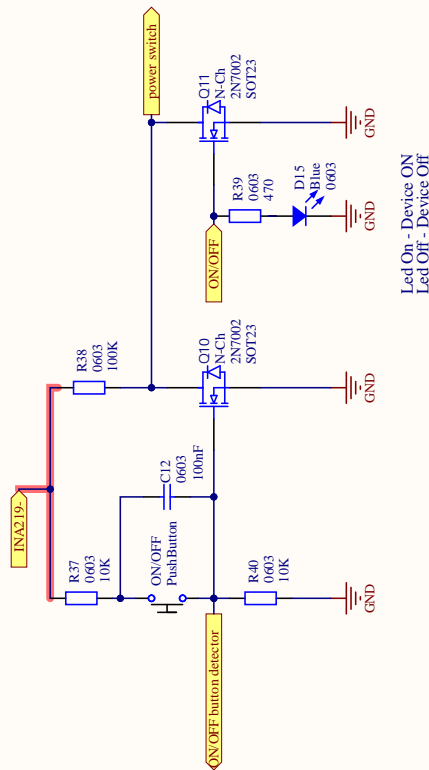 INA219-
R37
0603
10K
R38
0603
100K
power switch
ON/OFF
PushButton
C12
0603
100nF
Q10
N-Ch
2N7002
SOT23
ON/OFF
Q11
N-Ch
2N7002
SOT23
R39
0603
470
D15
Blue
0603
ON/OFF button detector
R40
0603
10K
GND
GND
GND
GND
Led On - Device ON
Led Off - Device Off